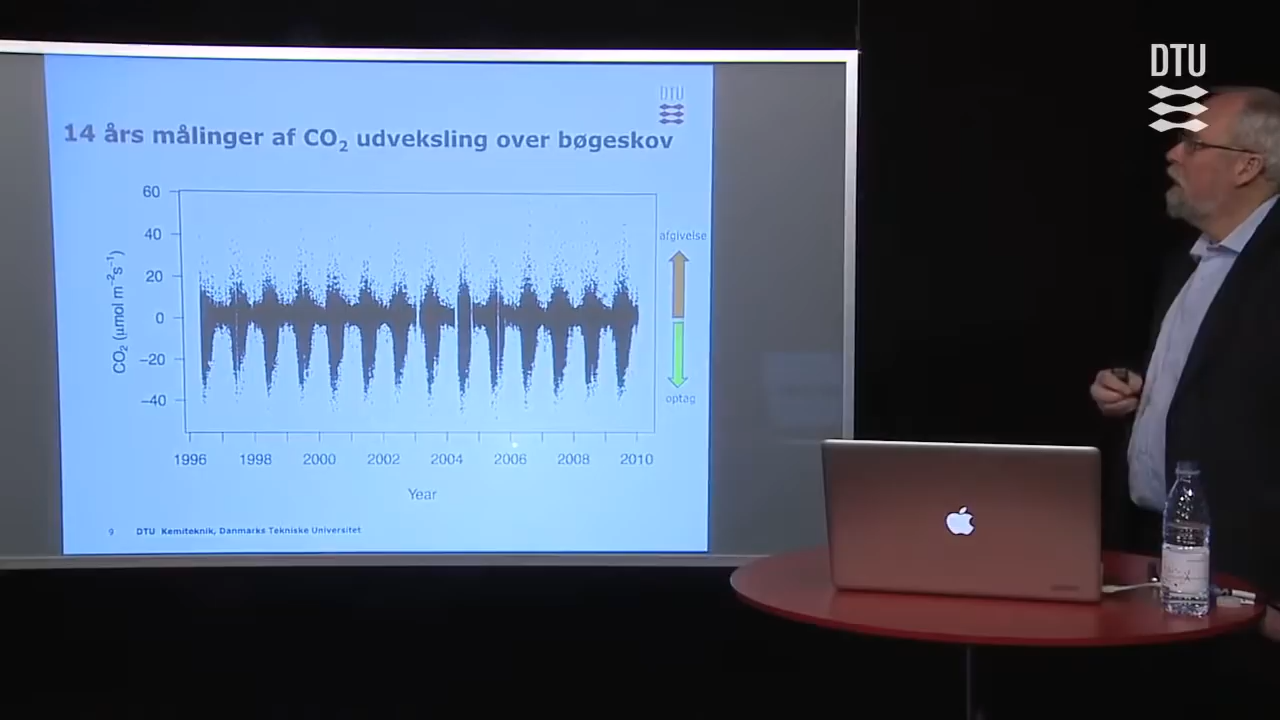 DTU
DTU
14 års målinger af CO₂ udveksling over bøgeskov
60
40
20
0
−20
−40
CO₂ (μmol m⁻²s⁻¹)
afgivelse
optag
1996 1998 2000 2002 2004 2006 2008 2010
Year
9 DTU Kemiteknik, Danmarks Tekniske Universitet